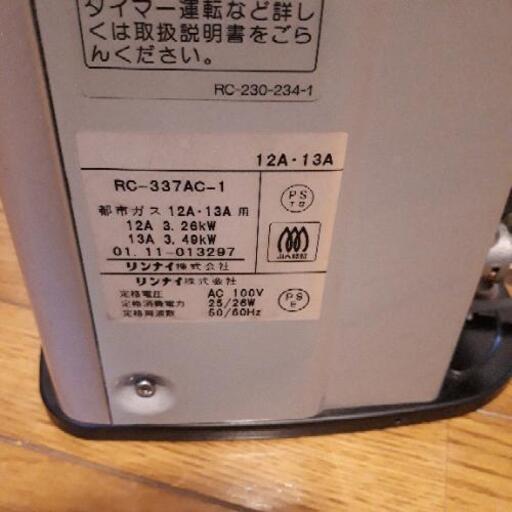 タイマー運転など詳し
くは取扱説明書をごら
んください。
RC-230-234-1
12A・13A
RC-337AC-1
都市ガス 12A・13A 用
12A 3.26kW
13A 3.49kW
01.11-013297
リンナイ株式会社
PS
JIA
リンナイ株式会社
定格電圧 AC 100V
定格消費電力 25/26W
定格周波数 50/60Hz
PS
E